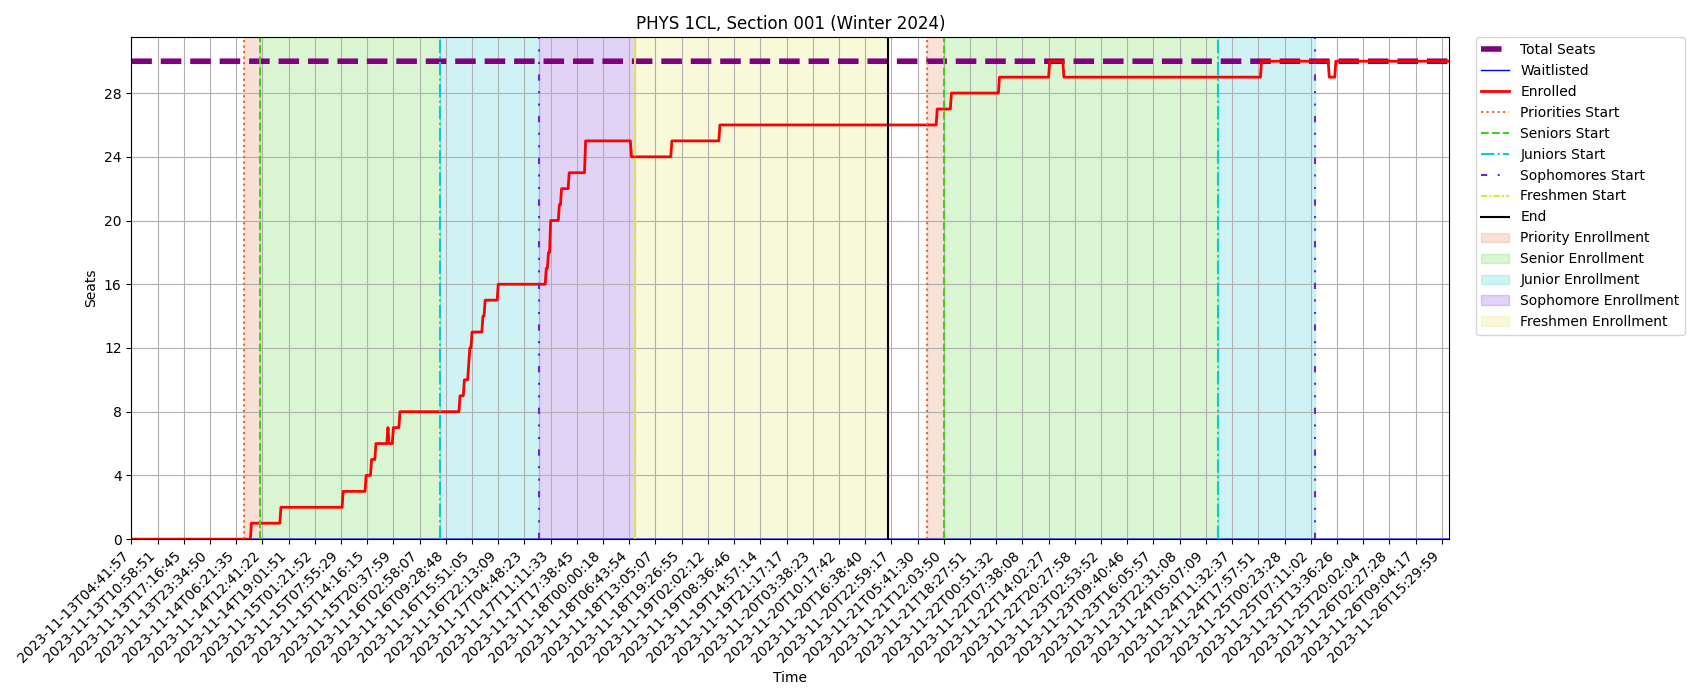 PHYS 1CL, Section 001 (Winter 2024)
Total Seats
Waitlisted
Enrolled
Priorities Start
Seniors Start
Juniors Start
Sophomores Start
Freshmen Start
End
Priority Enrollment
Senior Enrollment
Junior Enrollment
Sophomore Enrollment
Freshmen Enrollment
Seats
28
24
20
16
12
8
4
0
2023-11-13T04:41:57
2023-11-13T10:58:51
2023-11-13T17:16:45
2023-11-13T23:34:50
2023-11-14T06:21:35
2023-11-14T12:41:22
2023-11-14T19:01:51
2023-11-15T01:21:52
2023-11-15T07:55:29
2023-11-15T14:16:15
2023-11-15T20:37:59
2023-11-16T02:58:07
2023-11-16T09:28:48
2023-11-16T15:51:05
2023-11-16T22:13:09
2023-11-17T04:48:23
2023-11-17T11:11:33
2023-11-17T17:38:45
2023-11-18T00:00:18
2023-11-18T06:43:54
2023-11-18T13:05:07
2023-11-18T19:26:55
2023-11-19T02:02:12
2023-11-19T08:36:46
2023-11-19T14:57:14
2023-11-19T21:17:17
2023-11-20T03:38:23
2023-11-20T10:17:42
2023-11-20T16:38:40
2023-11-20T22:59:17
2023-11-21T05:41:30
2023-11-21T12:03:50
2023-11-21T18:27:51
2023-11-22T00:51:32
2023-11-22T07:38:08
2023-11-22T14:02:27
2023-11-22T20:27:58
2023-11-23T02:53:52
2023-11-23T09:40:46
2023-11-23T16:05:57
2023-11-23T22:31:08
2023-11-24T05:07:09
2023-11-24T11:32:37
2023-11-24T17:57:51
2023-11-25T00:23:28
2023-11-25T07:11:02
2023-11-25T13:36:26
2023-11-25T20:02:04
2023-11-26T02:27:28
2023-11-26T09:04:17
2023-11-26T15:29:59
Time